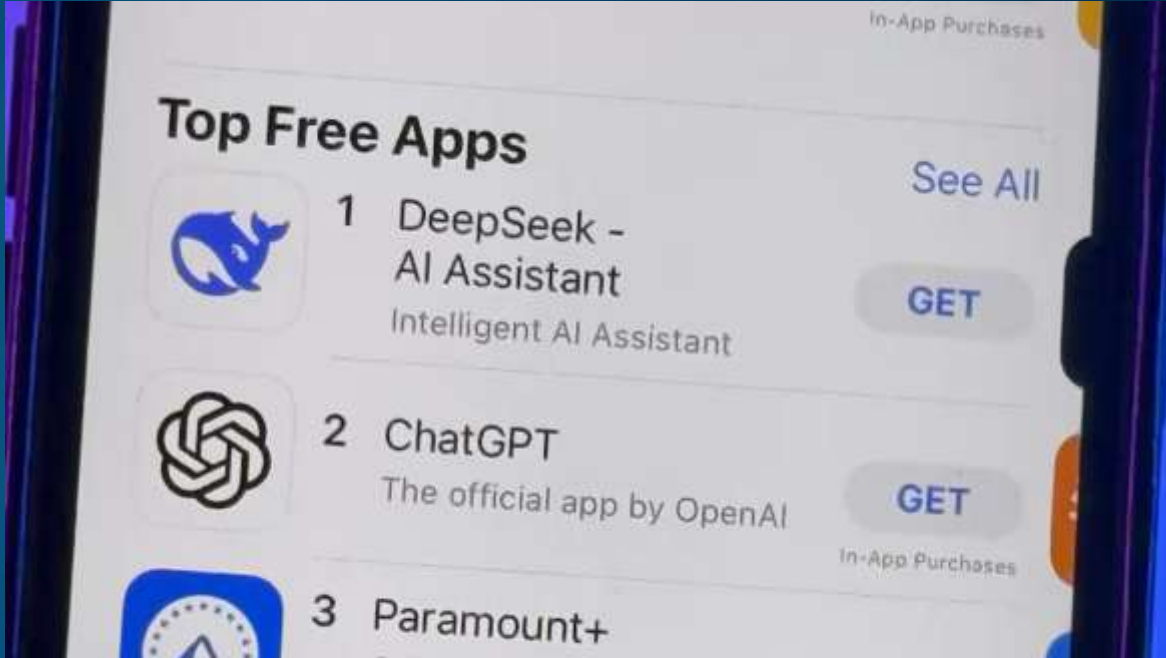 In-App Purchases
Top Free Apps
See All
1 DeepSeek -
AI Assistant
Intelligent AI Assistant
GET
2 ChatGPT
The official app by OpenAI
GET
In-App Purchases
3 Paramount+